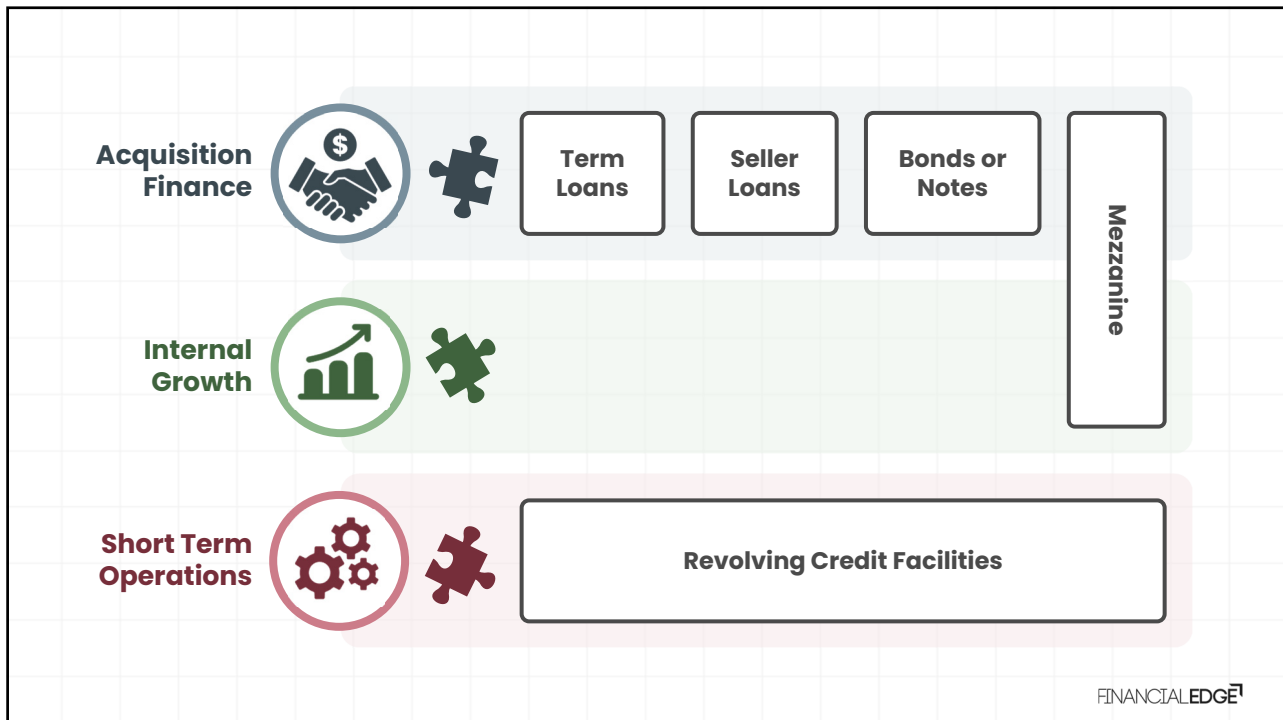 Acquisition
Finance
$
Term
Loans
Seller
Loans
Bonds or
Notes
Mezzanine
Internal
Growth
Short Term
Operations
Revolving Credit Facilities
FINANCIALEDGE